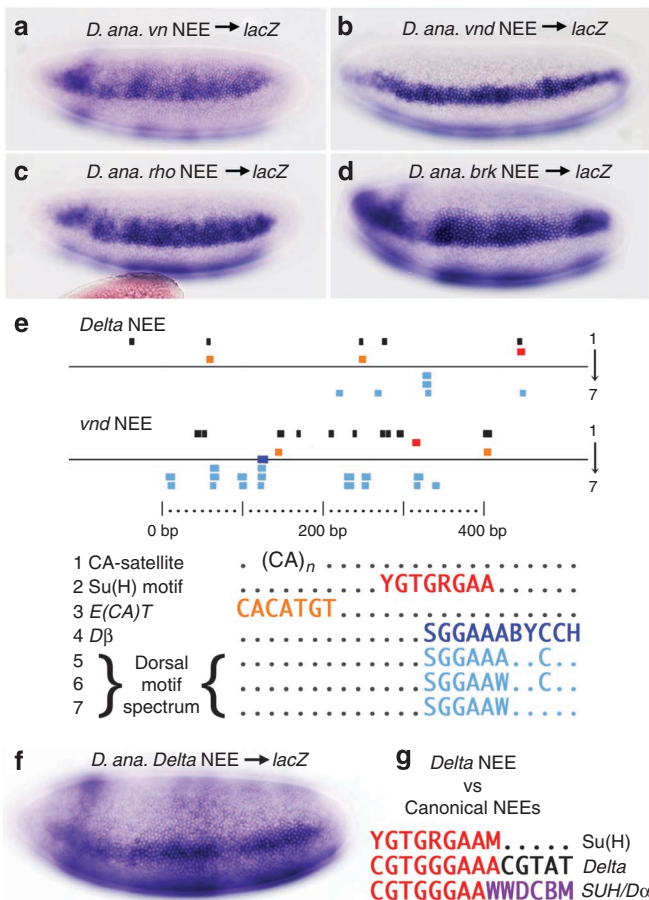 a
D. ana. vn NEE → lacZ
b
D. ana. vnd NEE → lacZ
c
D. ana. rho NEE → lacZ
d
D. ana. brk NEE → lacZ
e
Delta NEE
1
7
vnd NEE
1
7
0 bp 200 bp 400 bp
1 CA-satellite . (CA)n . . . . . . . . . . . . . . . .
2 Su(H) motif . . . . . . . . . YGTGRGAA . . . . . .
3 E(CA)T CACATGT . . . . . . . . . . . . . . . .
4 Dβ . . . . . . . . . . . . SGGAAABYCCH
5 SGGAAA . . C . .
6 } Dorsal motif spectrum { SGGAAW . . C . .
7 SGGAAW . . . . .
f
D. ana. Delta NEE → lacZ
g
Delta NEE
vs
Canonical NEEs
YGTGRGAAM . . . . . Su(H)
CGTGGGAAACGTAT Delta
CGTGGGAAWWDCBM SUH/Dα